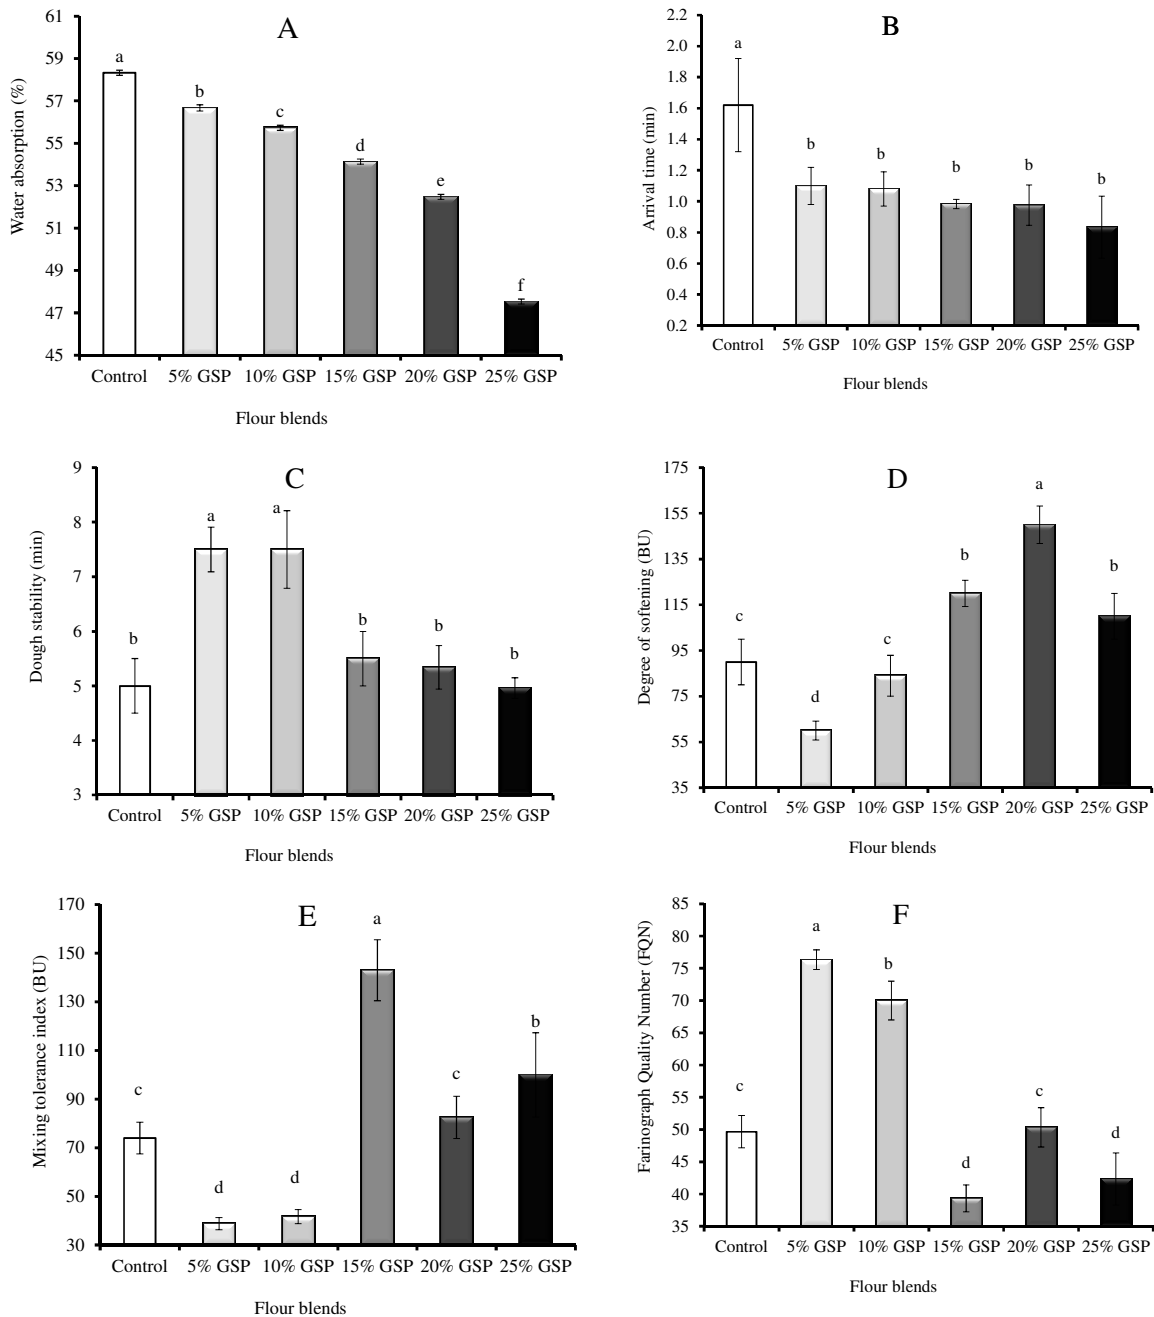 A
Water absorption (%)
61
59
57
55
53
51
49
47
45
a
b
c
d
e
f
Control 5% GSP 10% GSP 15% GSP 20% GSP 25% GSP
Flour blends
B
Arrival time (min)
2.2
2.0
1.8
1.6
1.4
1.2
1.0
0.8
0.6
0.4
0.2
a
b
b
b
b
b
Control 5% GSP 10% GSP 15% GSP 20% GSP 25% GSP
Flour blends
C
Dough stability (min)
9
8
7
6
5
4
3
b
a
a
b
b
b
Control 5% GSP 10% GSP 15% GSP 20% GSP 25% GSP
Flour blends
D
Degree of softening (BU)
175
155
135
115
95
75
55
35
c
d
c
b
a
b
Control 5% GSP 10% GSP 15% GSP 20% GSP 25% GSP
Flour blends
E
Mixing tolerance index (BU)
170
150
130
110
90
70
50
30
c
d
d
a
c
b
Control 5% GSP 10% GSP 15% GSP 20% GSP 25% GSP
Flour blends
F
Farinograph Quality Number (FQN)
85
80
75
70
65
60
55
50
45
40
35
c
a
b
d
c
d
Control 5% GSP 10% GSP 15% GSP 20% GSP 25% GSP
Flour blends